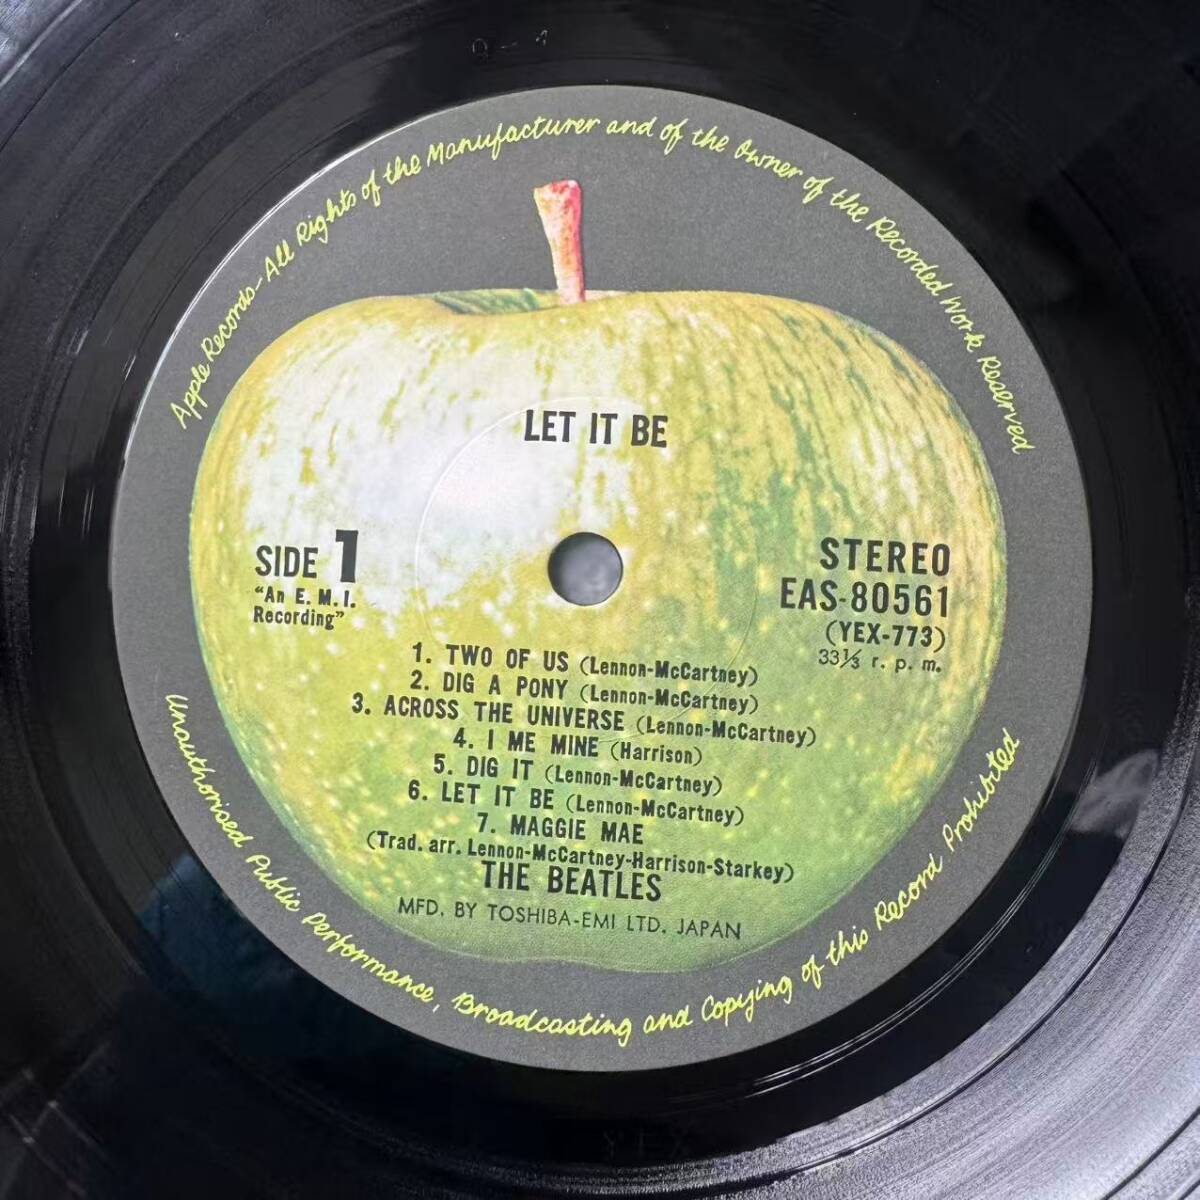 Apple Records-All Rights of the Manufacturer and of the Owner of the Recorded Work Reserved
LET IT BE
SIDE 1
"An E. M. I.
Recording"
STEREO
EAS-80561
(YEX-773)
33⅓ r. p. m.
1. TWO OF US (Lennon-McCartney)
2. DIG A PONY (Lennon-McCartney)
3. ACROSS THE UNIVERSE (Lennon-McCartney)
4. I ME MINE (Harrison)
5. DIG IT (Lennon-McCartney)
6. LET IT BE (Lennon-McCartney)
7. MAGGIE MAE
(Trad. arr. Lennon-McCartney-Harrison-Starkey)
THE BEATLES
MFD. BY TOSHIBA-EMI LTD. JAPAN
Unauthorised Public Performance, Broadcasting and Copying of this Record Prohibited